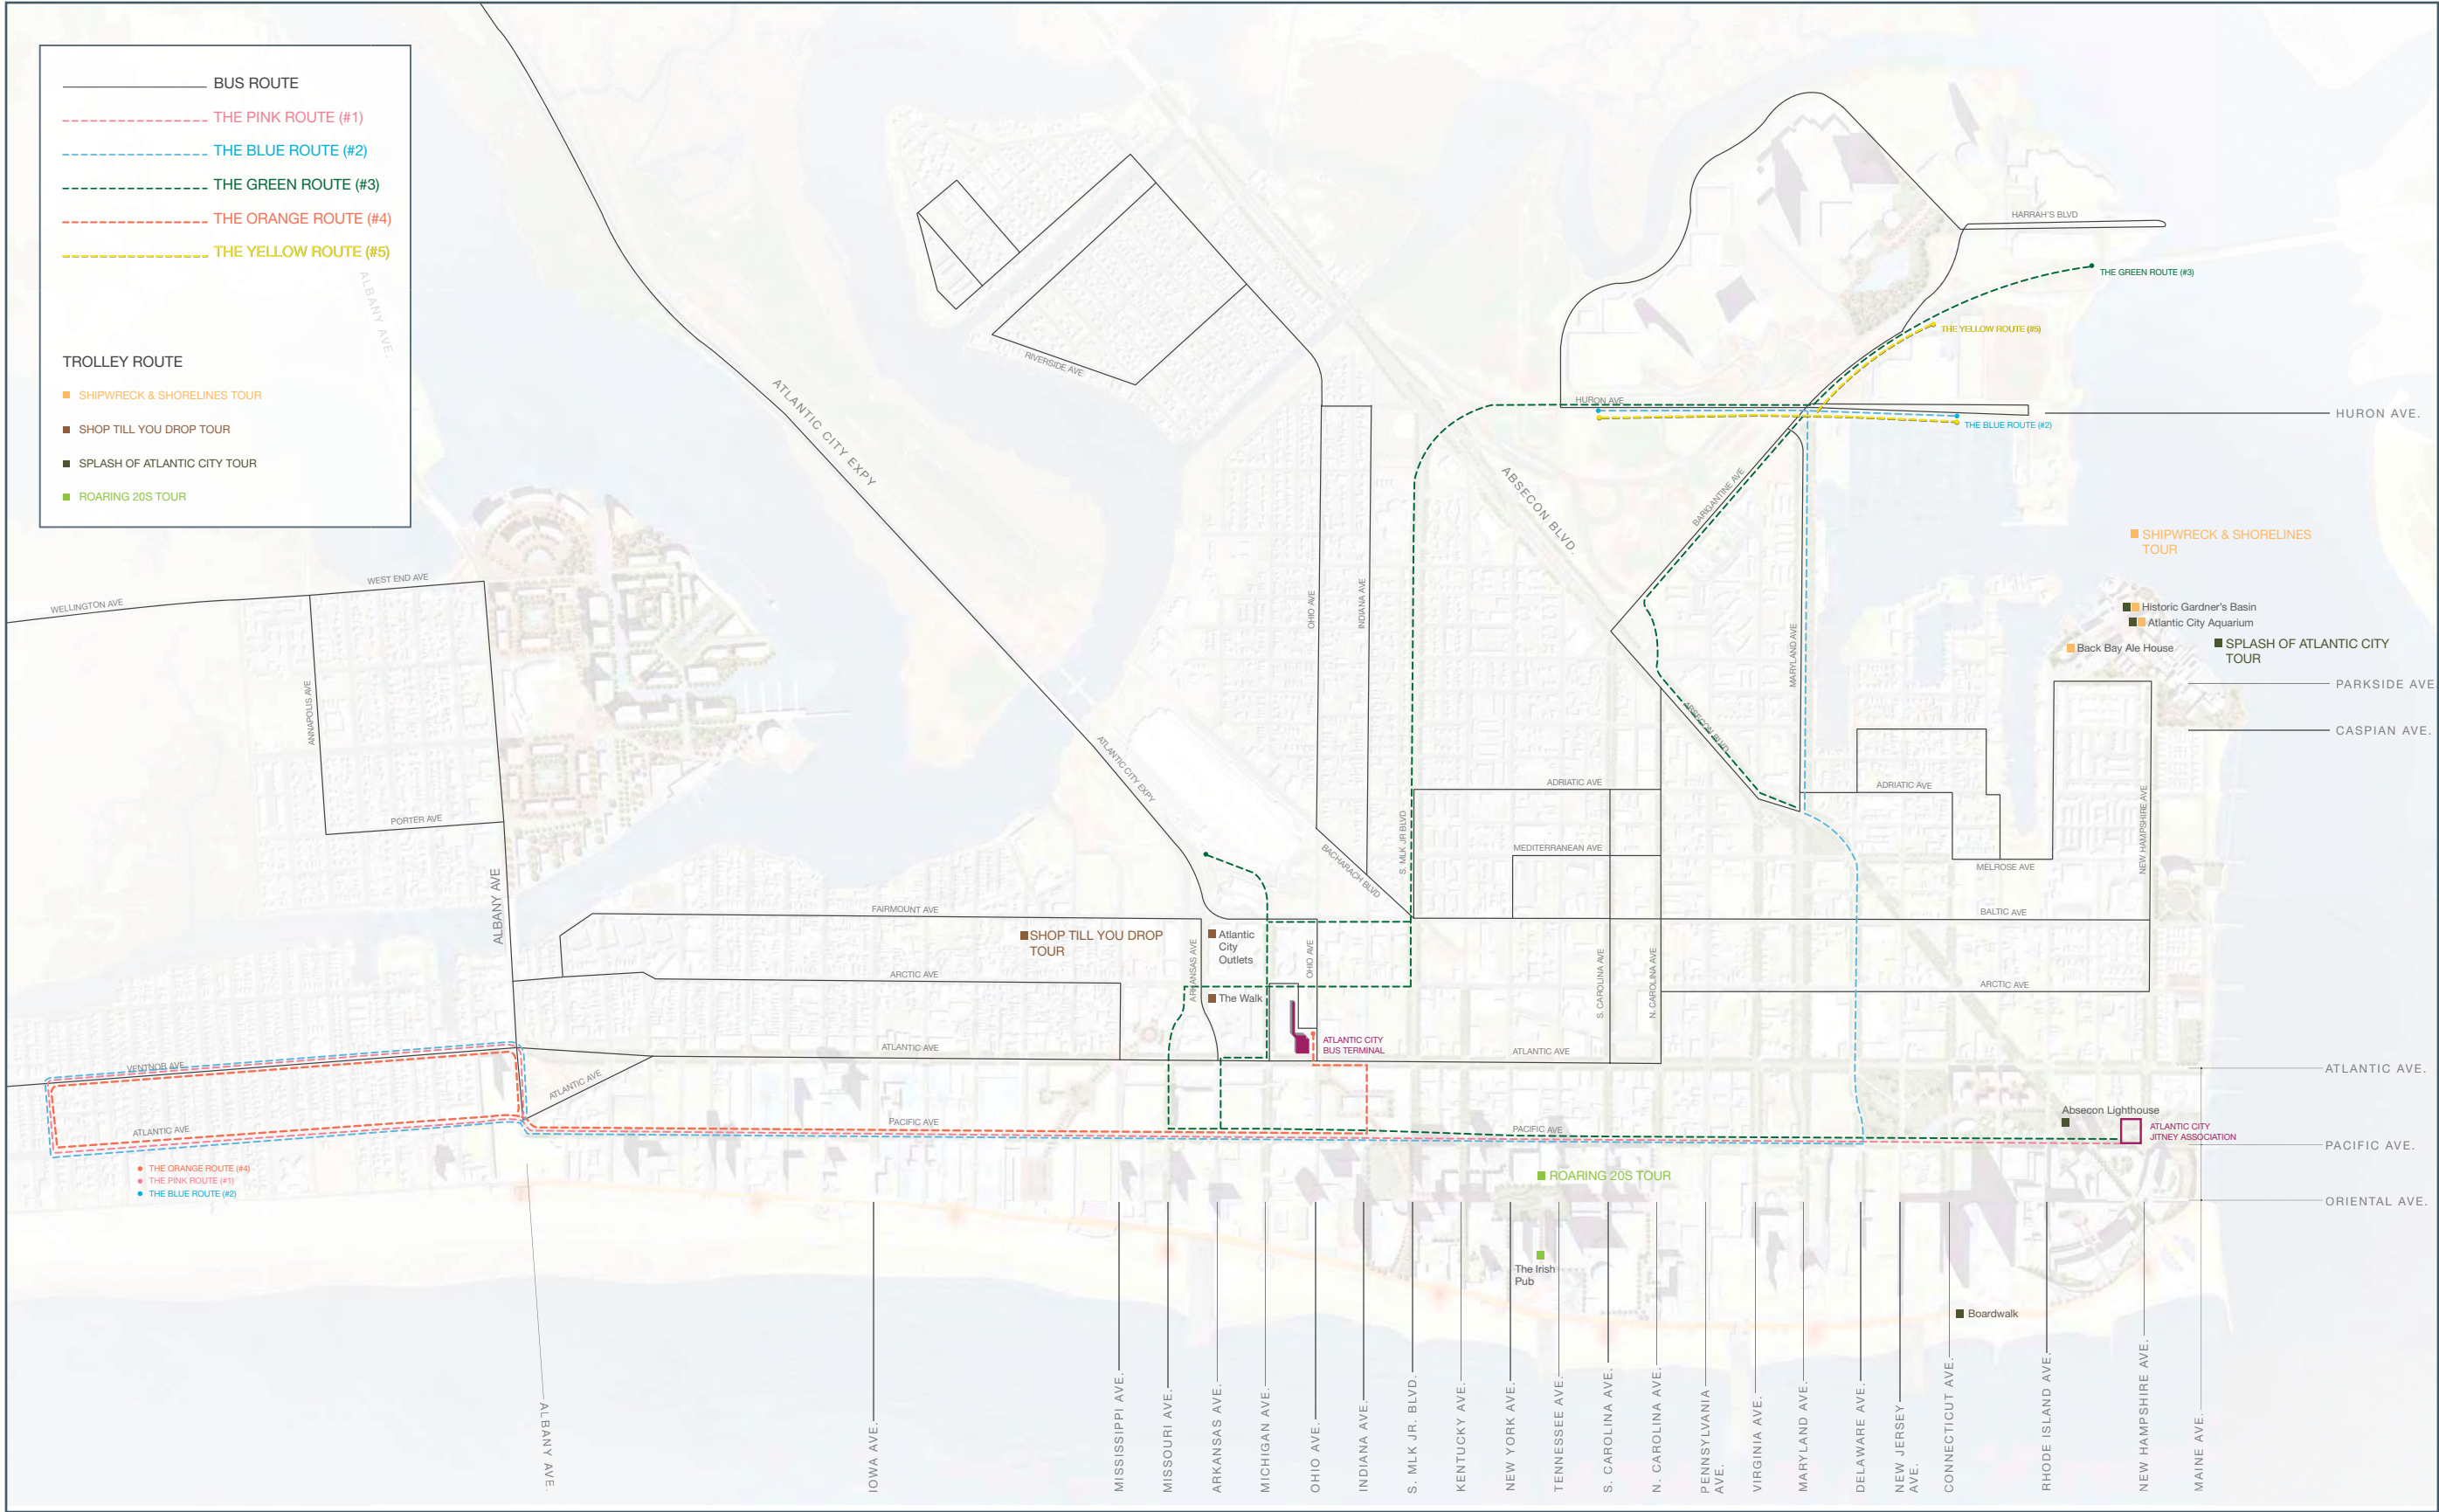 BUS ROUTE
THE PINK ROUTE (#1)
THE BLUE ROUTE (#2)
THE GREEN ROUTE (#3)
THE ORANGE ROUTE (#4)
THE YELLOW ROUTE (#5)
ALBANY AVE.
TROLLEY ROUTE
SHIPWRECK & SHORELINES TOUR
SHOP TILL YOU DROP TOUR
SPLASH OF ATLANTIC CITY TOUR
ROARING 20S TOUR
HARRAH'S BLVD
THE GREEN ROUTE (#3)
THE YELLOW ROUTE (#5)
RIVERSIDE AVE
ATLANTIC CITY EXPY
HURON AVE
HURON AVE.
THE BLUE ROUTE (#2)
ABSECON BLVD.
BARIGANTINE AVE
SHIPWRECK & SHORELINES
TOUR
WEST END AVE
WELLINGTON AVE
OHIO AVE
INDIANA AVE
MARYLAND AVE
Historic Gardner's Basin
Atlantic City Aquarium
Back Bay Ale House
SPLASH OF ATLANTIC CITY
TOUR
PARKSIDE AVE
CASPIAN AVE.
ANNAPOLIS AVE
ABSECON BLVD
ATLANTIC CITY EXPY
ADRIATIC AVE
ADRIATIC AVE
PORTER AVE
S. MLK JR BLVD
NEW HAMPSHIRE AVE
MEDITERRANEAN AVE
BACHARACH BLVD
MELROSE AVE
ALBANY AVE
FAIRMOUNT AVE
BALTIC AVE
SHOP TILL YOU DROP
TOUR
Atlantic
City
Outlets
ARKANSAS AVE
OHIO AVE
S. CAROLINA AVE
N. CAROLINA AVE
ARCTIC AVE
ARCTIC AVE
The Walk
ATLANTIC CITY
BUS TERMINAL
ATLANTIC AVE
ATLANTIC AVE
VENTNOR AVE
ATLANTIC AVE.
ATLANTIC AVE
ATLANTIC AVE
PACIFIC AVE
PACIFIC AVE
Absecon Lighthouse
ATLANTIC CITY
JITNEY ASSOCIATION
PACIFIC AVE.
THE ORANGE ROUTE (#4)
THE PINK ROUTE (#1)
THE BLUE ROUTE (#2)
ROARING 20S TOUR
ORIENTAL AVE.
The Irish
Pub
Boardwalk
ALBANY AVE.
IOWA AVE.
MISSISSIPPI AVE.
MISSOURI AVE.
ARKANSAS AVE.
MICHIGAN AVE.
OHIO AVE.
INDIANA AVE.
S. MLK JR. BLVD.
KENTUCKY AVE.
NEW YORK AVE.
TENNESSEE AVE.
S. CAROLINA AVE.
N. CAROLINA AVE.
PENNSYLVANIA
AVE.
VIRGINIA AVE.
MARYLAND AVE.
DELAWARE AVE.
NEW JERSEY
AVE.
CONNECTICUT AVE.
RHODE ISLAND AVE.
NEW HAMPSHIRE AVE.
MAINE AVE.